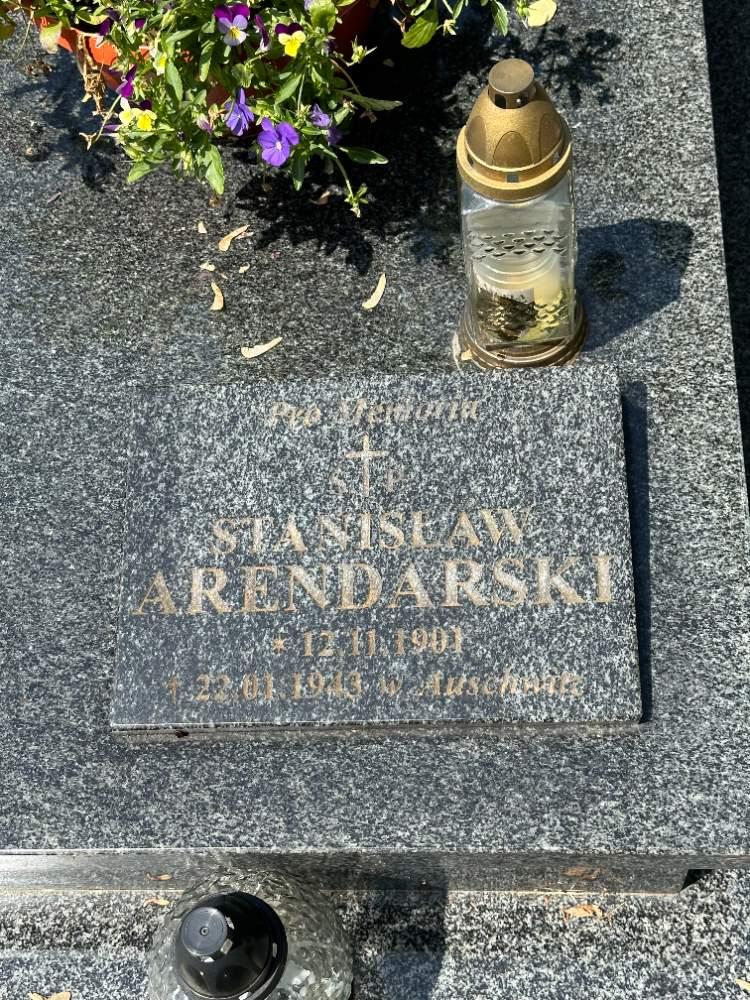 Pro Memoria
Ś P
STANISŁAW
ARENDARSKI
* 12.11.1901
† 22.01.1943 w Auschwitz